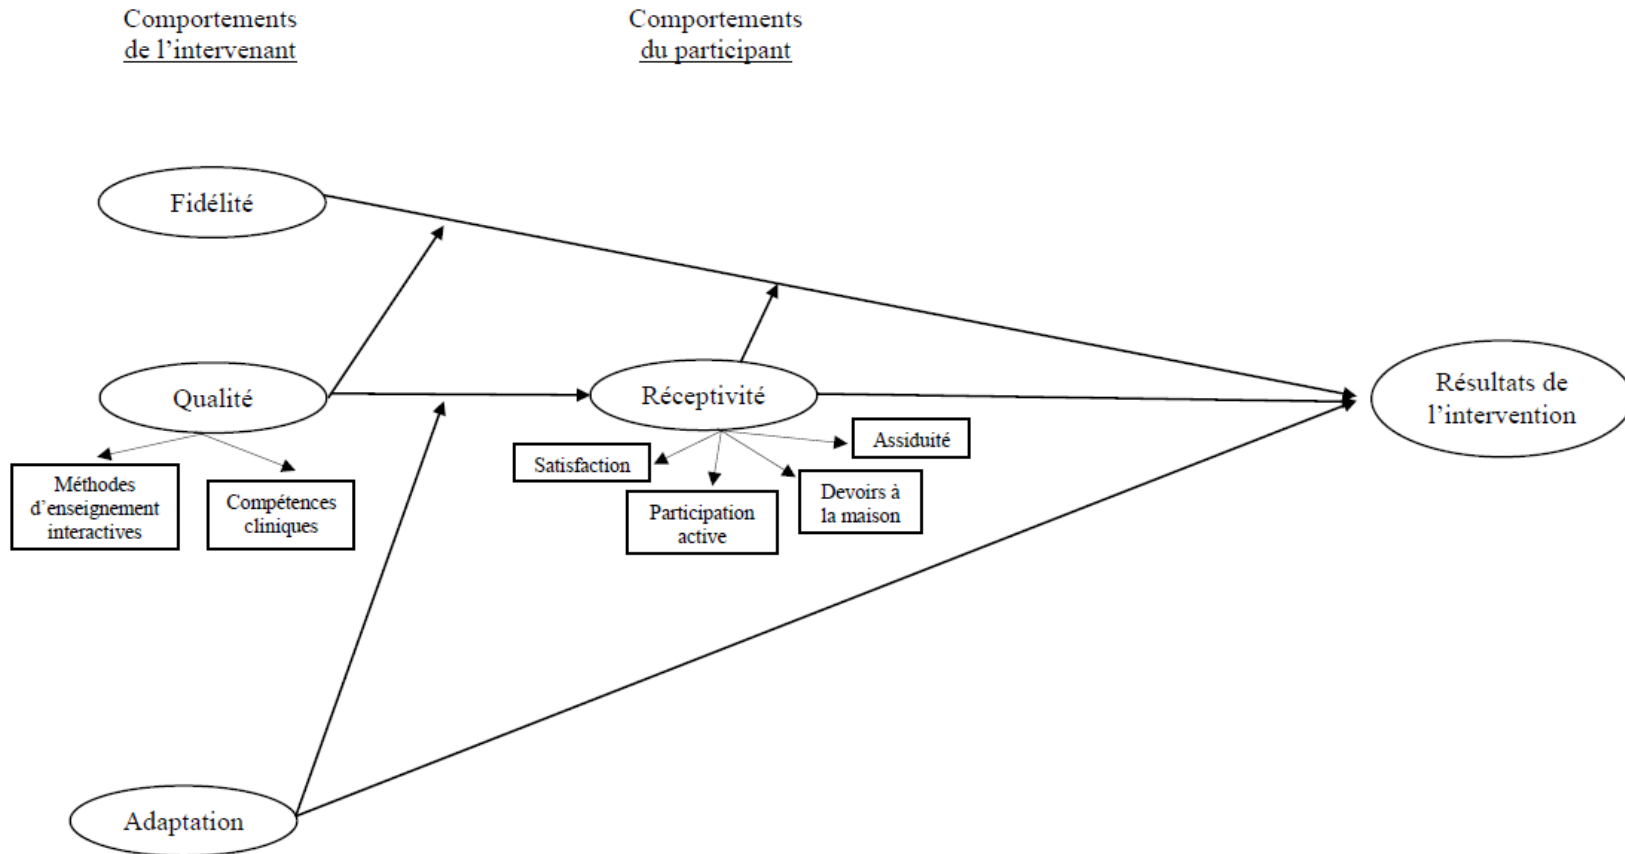 Comportements
de l’intervenant
Comportements
du participant
Fidélité
Qualité
Réceptivité
Résultats de
l’intervention
Méthodes
d’enseignement
interactives
Compétences
cliniques
Satisfaction
Participation
active
Devoirs à
la maison
Assiduité
Adaptation